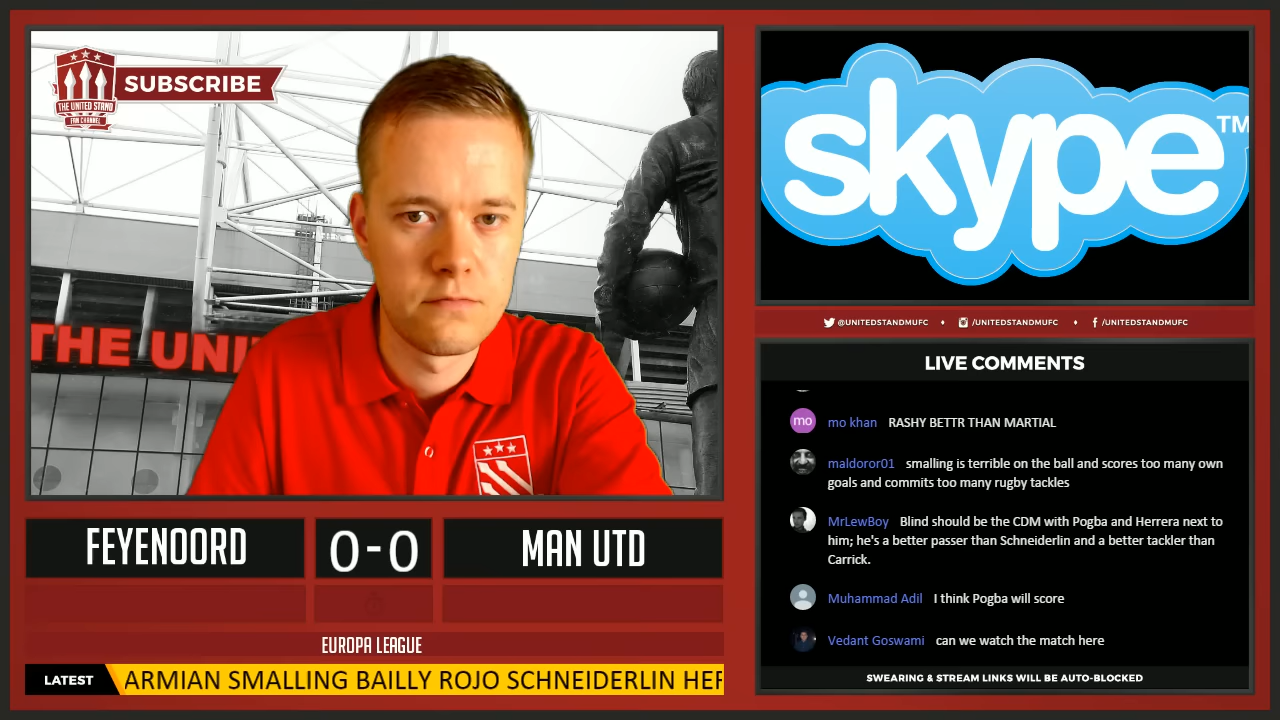 SUBSCRIBE
THE UNITED STAND
FAN CHANNEL
THE UNI
skype™
@UNITEDSTANDMUFC ♦ /UNITEDSTANDMUFC ♦ /UNITEDSTANDMUFC
LIVE COMMENTS
mo
mo khan RASHY BETTR THAN MARTIAL
maldoror01 smalling is terrible on the ball and scores too many own
goals and commits too many rugby tackles
MrLewBoy Blind should be the CDM with Pogba and Herrera next to
him; he's a better passer than Schneiderlin and a better tackler than
Carrick.
Muhammad Adil I think Pogba will score
Vedant Goswami can we watch the match here
SWEARING & STREAM LINKS WILL BE AUTO-BLOCKED
FEYENOORD 0-0 MAN UTD
EUROPA LEAGUE
LATEST ARMIAN SMALLING BAILLY ROJO SCHNEIDERLIN HER